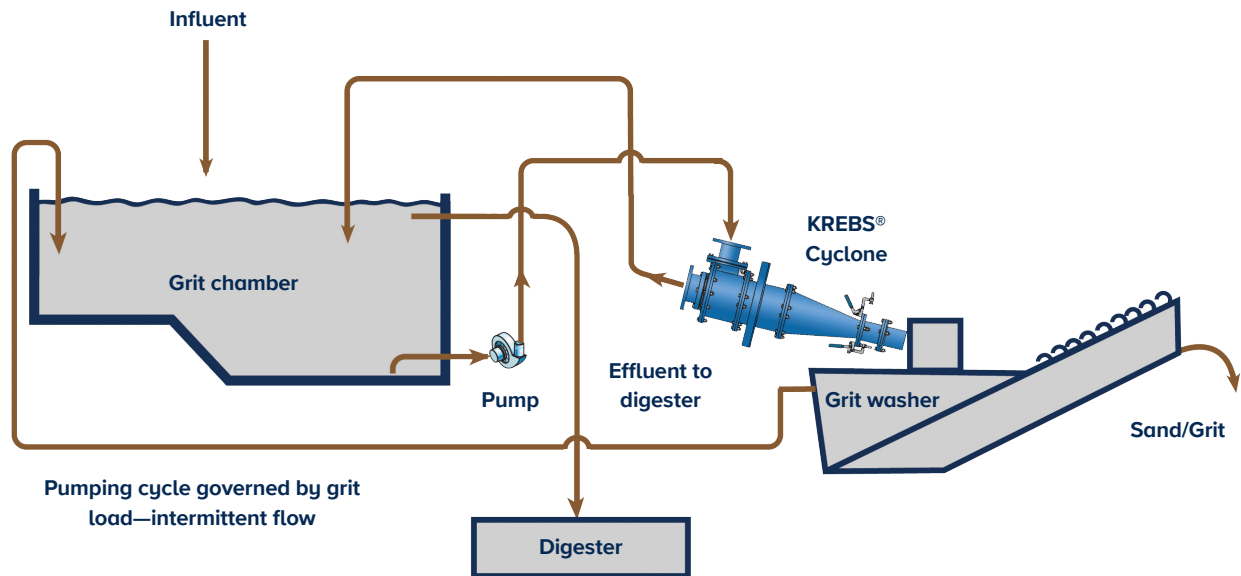 Influent
KREBS®
Cyclone
Grit chamber
Effluent to
digester
Pump
Grit washer
Sand/Grit
Pumping cycle governed by grit
load—intermittent flow
Digester